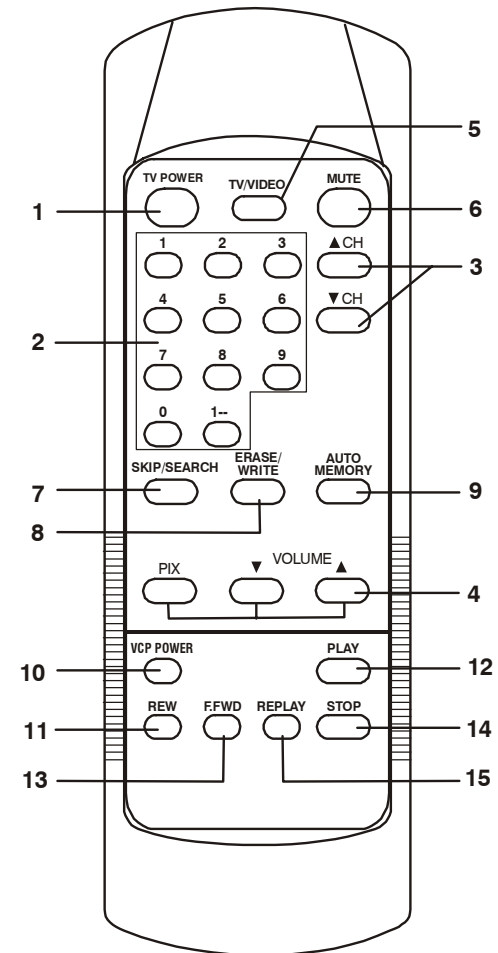 5
TV POWER TV/VIDEO MUTE
1 6
1 2 3 ▲CH
3
4 5 6 ▼CH
2
7 8 9
0 1--
SKIP/SEARCH ERASE/ AUTO
WRITE MEMORY
7 9
8
PIX ▼ VOLUME ▲
4
VCP POWER PLAY
10 12
REW F.FWD REPLAY STOP
11 14
13 15